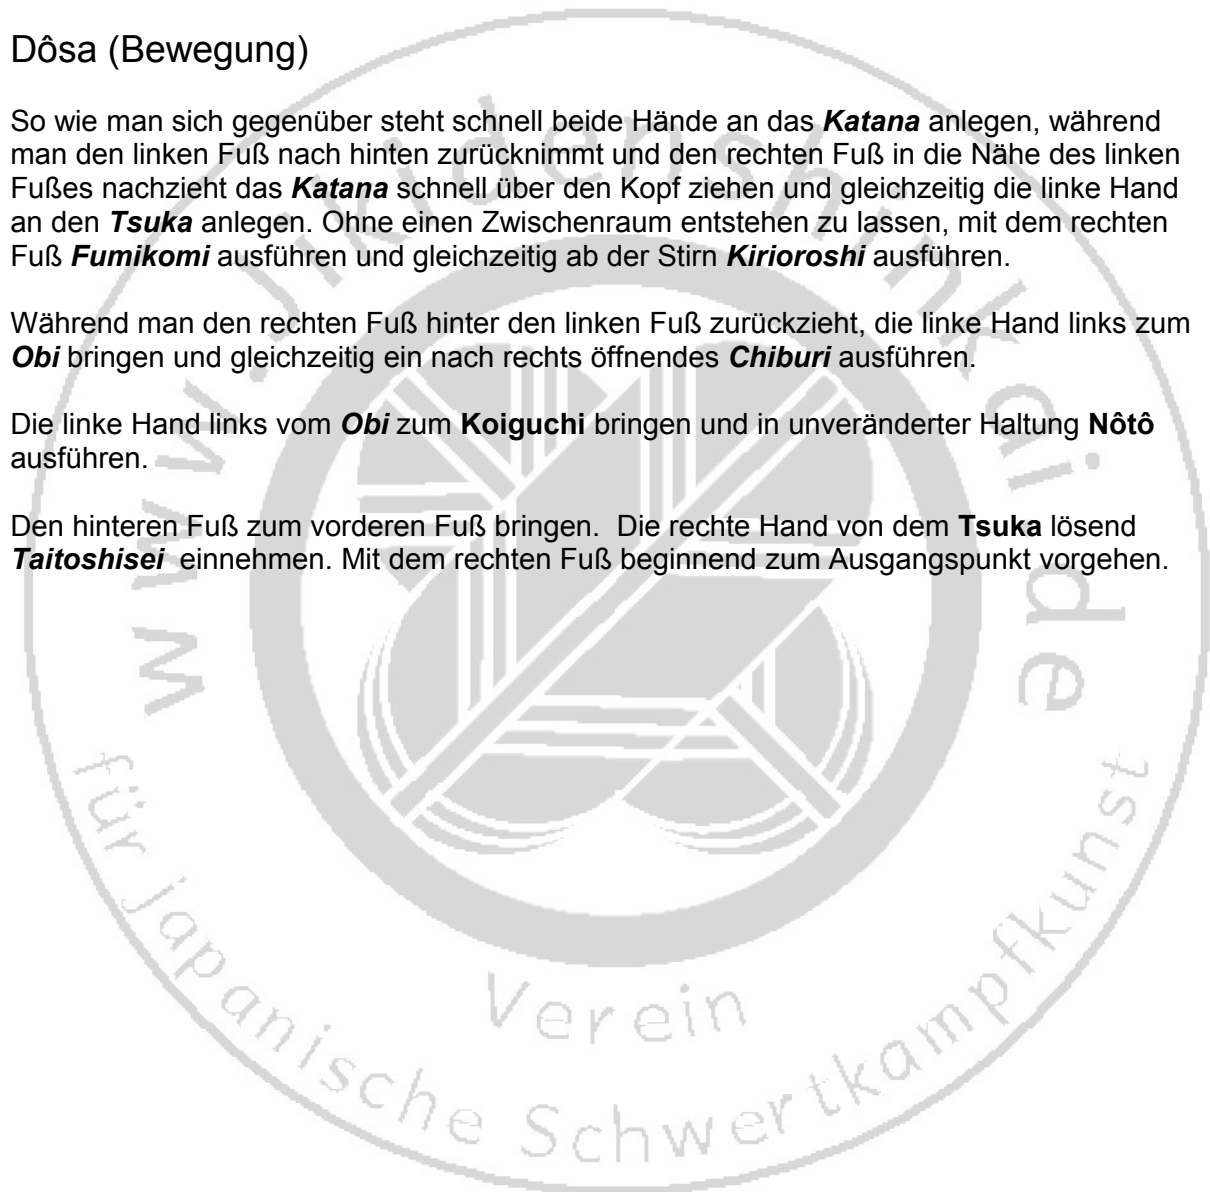 Dôsa (Bewegung)
So wie man sich gegenüber steht schnell beide Hände an das Katana anlegen, während
man den linken Fuß nach hinten zurücknimmt und den rechten Fuß in die Nähe des linken
Fußes nachzieht das Katana schnell über den Kopf ziehen und gleichzeitig die linke Hand
an den Tsuka anlegen. Ohne einen Zwischenraum entstehen zu lassen, mit dem rechten
Fuß Fumikomi ausführen und gleichzeitig ab der Stirn Kirioroshi ausführen.
Während man den rechten Fuß hinter den linken Fuß zurückzieht, die linke Hand links zum
Obi bringen und gleichzeitig ein nach rechts öffnendes Chiburi ausführen.
Die linke Hand links vom Obi zum Koiguchi bringen und in unveränderter Haltung Nôtô
ausführen.
Den hinteren Fuß zum vorderen Fuß bringen.  Die rechte Hand von dem Tsuka lösend
Taitoshisei  einnehmen. Mit dem rechten Fuß beginnend zum Ausgangspunkt vorgehen.
www.Jikidenshinkai.de
Verein
für japanische Schwertkampfkunst